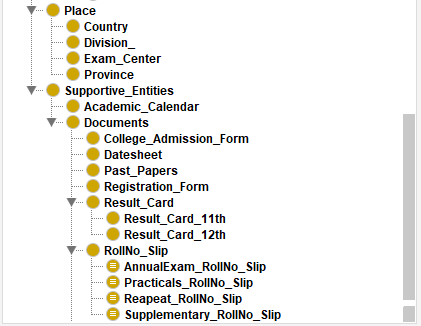 Place
Country
Division_
Exam_Center
Province
Supportive_Entities
Academic_Calendar
Documents
College_Admission_Form
Datesheet
Past_Papers
Registration_Form
Result_Card
Result_Card_11th
Result_Card_12th
RollNo_Slip
AnnualExam_RollNo_Slip
Practicals_RollNo_Slip
Reapeat_RollNo_Slip
Supplementary_RollNo_Slip